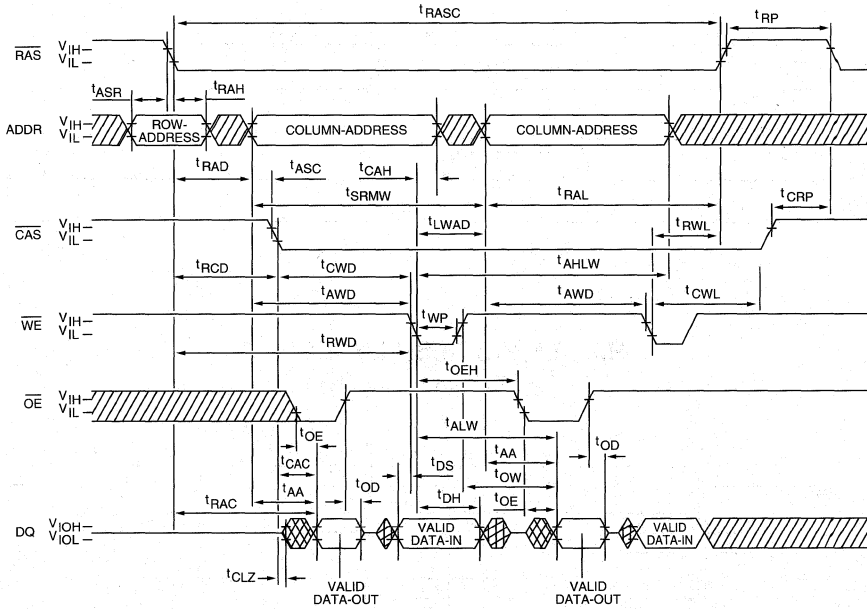 tRASC
tRP
RAS
VIH
VIL
tASR
tRAH
ADDR
VIH
VIL
ROW-
ADDRESS
COLUMN-ADDRESS
COLUMN-ADDRESS
tRAD
tASC
tCAH
tSRMW
tRAL
tCRP
CAS
VIH
VIL
tLWAD
tRWL
tRCD
tCWD
tAHLW
tAWD
tWP
tAWD
tCWL
WE
VIH
VIL
tRWD
tOEH
OE
VIH
VIL
tALW
tOE
tOD
tCAC
tDS
tAA
tAA
tOD
tOW
tRAC
tDH
tOE
DQ
VIOH
VIOL
VALID
DATA-IN
VALID
DATA-IN
tCLZ
VALID
DATA-OUT
VALID
DATA-OUT